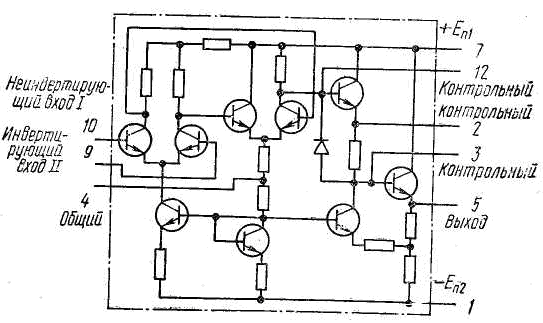 Неинвертирую-
щий вход I
10
Инверти-
рующий
вход II
9
4
Общий
+Eп1
7
12
Контрольный
контрольный
2
3
Контрольный
5
Выход
-Eп2
1